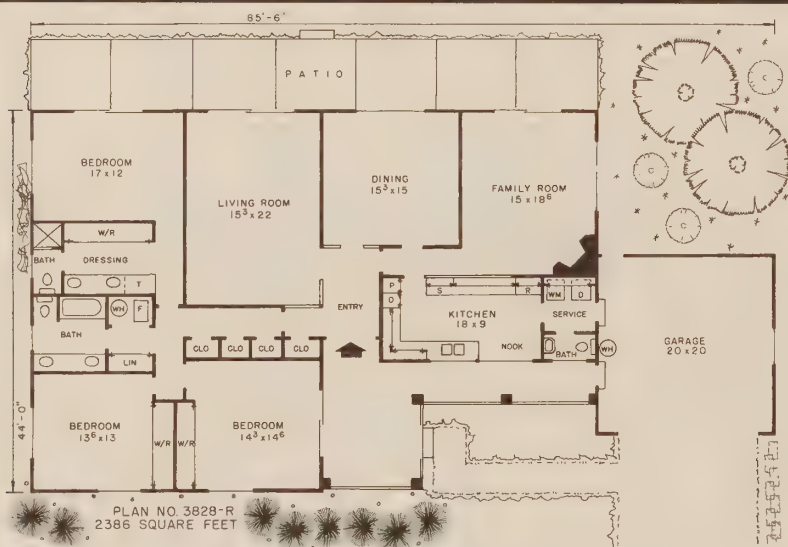 85'-6"
PATIO
BEDROOM
17 x 12
LIVING ROOM
15³ x 22
DINING
15³ x 15
FAMILY ROOM
15 x 18⁶
W/R
BATH
DRESSING
T
WH
F
BATH
LIN
CLO
CLO
CLO
CLO
ENTRY
P
O
S
R
KITCHEN
18 x 9
NOOK
WM
D
SERVICE
BATH
WH
GARAGE
20 x 20
C
C
C
44'-0"
BEDROOM
13⁶ x 13
W/R
W/R
BEDROOM
14³ x 14⁶
PLAN NO. 3828-R
2386 SQUARE FEET